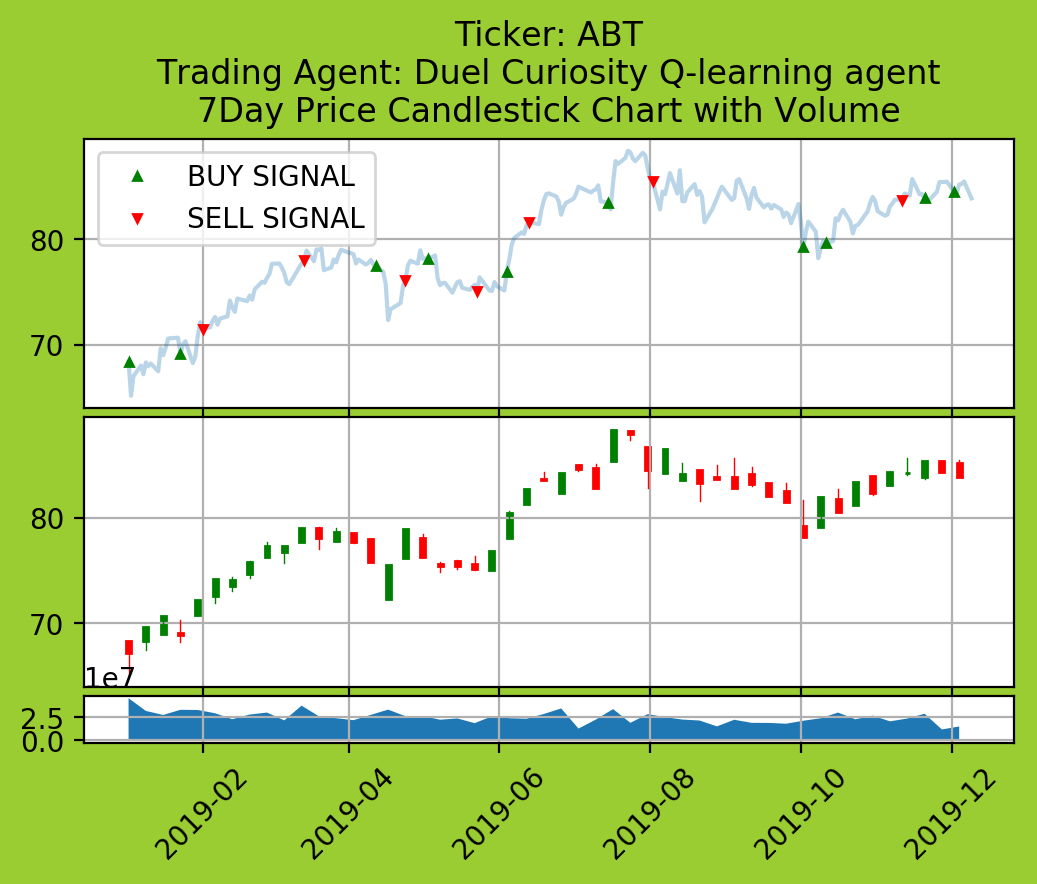 Ticker: ABT
Trading Agent: Duel Curiosity Q-learning agent
7Day Price Candlestick Chart with Volume
BUY SIGNAL
SELL SIGNAL
80
70
80
70
1e7
2.5
0.0
2019-02
2019-04
2019-06
2019-08
2019-10
2019-12